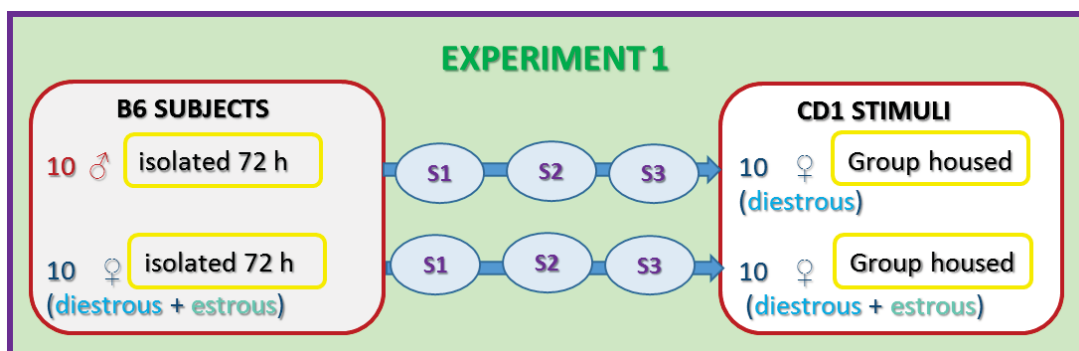 EXPERIMENT 1
B6 SUBJECTS
10 ♂ isolated 72 h
10 ♀ isolated 72 h
(diestrous + estrous)
S1 S2 S3
S1 S2 S3
CD1 STIMULI
10 ♀ Group housed
(diestrous)
10 ♀ Group housed
(diestrous + estrous)